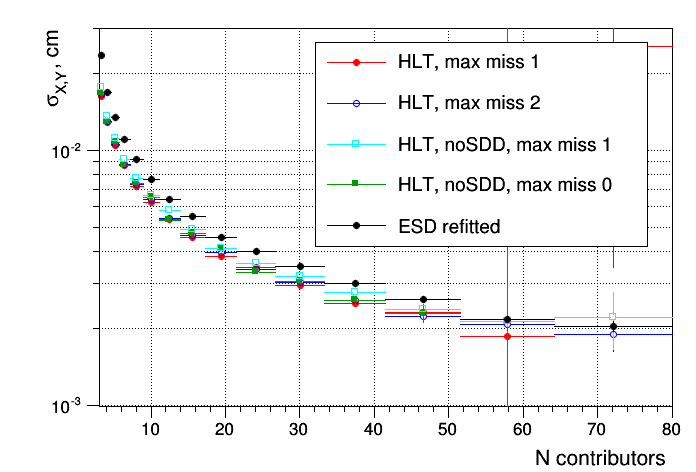 σX,Y, cm
10-2
10-3
HLT, max miss 1
HLT, max miss 2
HLT, noSDD, max miss 1
HLT, noSDD, max miss 0
ESD refitted
10 20 30 40 50 60 70 80
N contributors